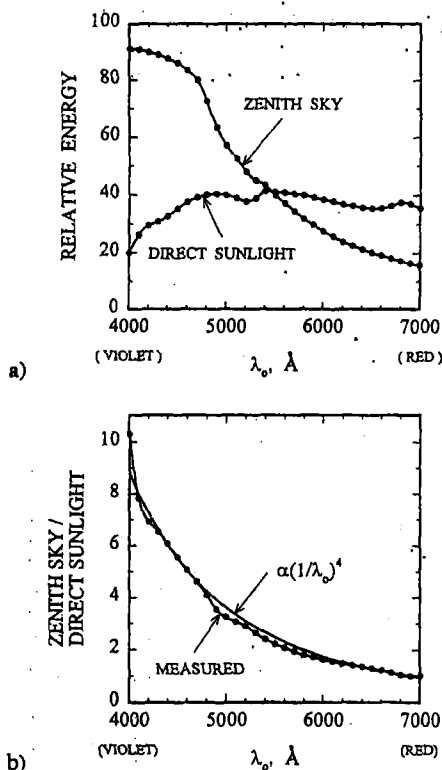 100
80
60
40
20
0
RELATIVE ENERGY
ZENITH SKY
DIRECT SUNLIGHT
4000 5000 6000 7000
(VIOLET) λₒ, Å (RED)
a)
10
8
6
4
2
0
ZENITH SKY /
DIRECT SUNLIGHT
α(1/λₒ)⁴
MEASURED
4000 5000 6000 7000
(VIOLET) λₒ, Å (RED)
b)